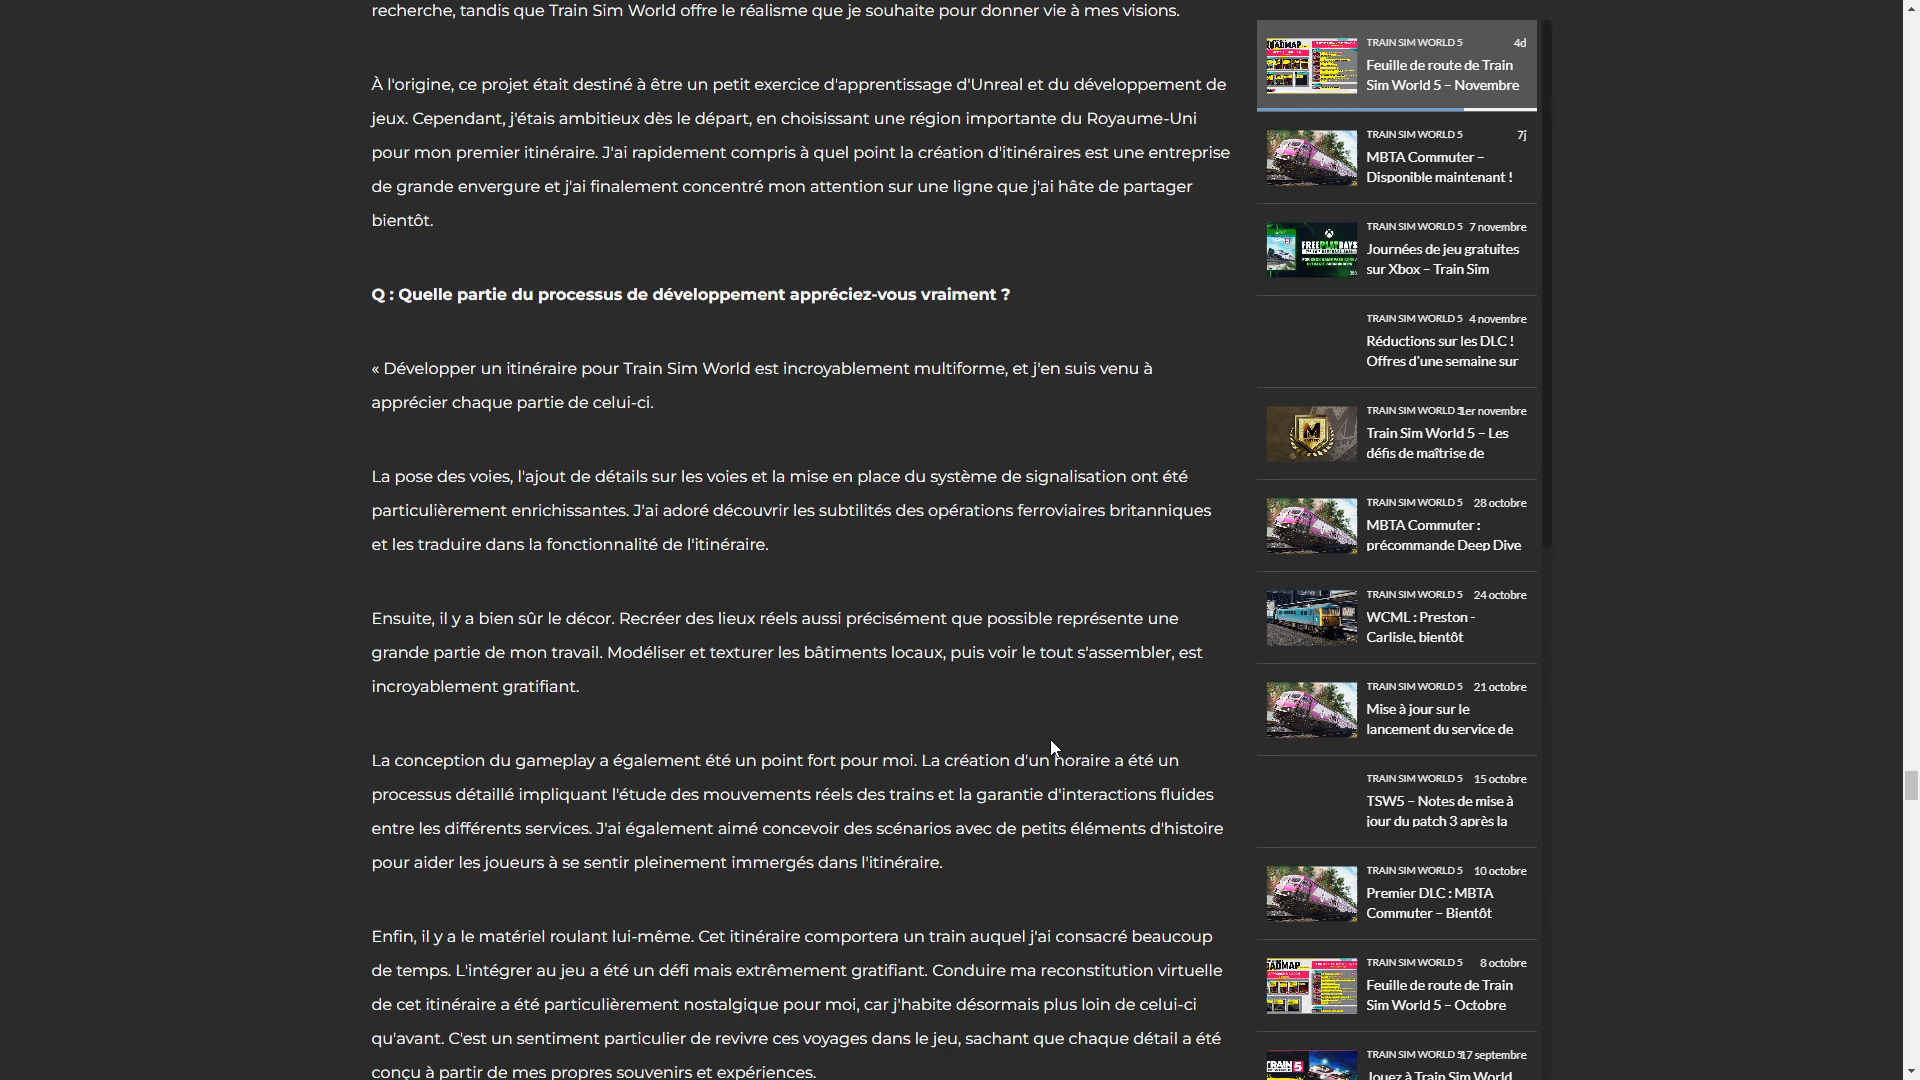 recherche, tandis que Train Sim World offre le réalisme que je souhaite pour donner vie à mes visions.
À l'origine, ce projet était destiné à être un petit exercice d'apprentissage d'Unreal et du développement de
jeux. Cependant, j'étais ambitieux dès le départ, en choisissant une région importante du Royaume-Uni
pour mon premier itinéraire. J'ai rapidement compris à quel point la création d'itinéraires est une entreprise
de grande envergure et j'ai finalement concentré mon attention sur une ligne que j'ai hâte de partager
bientôt.
Q : Quelle partie du processus de développement appréciez-vous vraiment ?
« Développer un itinéraire pour Train Sim World est incroyablement multiforme, et j'en suis venu à
apprécier chaque partie de celui-ci.
La pose des voies, l'ajout de détails sur les voies et la mise en place du système de signalisation ont été
particulièrement enrichissantes. J'ai adoré découvrir les subtilités des opérations ferroviaires britanniques
et les traduire dans la fonctionnalité de l'itinéraire.
Ensuite, il y a bien sûr le décor. Recréer des lieux réels aussi précisément que possible représente une
grande partie de mon travail. Modéliser et texturer les bâtiments locaux, puis voir le tout s'assembler, est
incroyablement gratifiant.
La conception du gameplay a également été un point fort pour moi. La création d'un horaire a été un
processus détaillé impliquant l'étude des mouvements réels des trains et la garantie d'interactions fluides
entre les différents services. J'ai également aimé concevoir des scénarios avec de petits éléments d'histoire
pour aider les joueurs à se sentir pleinement immergés dans l'itinéraire.
Enfin, il y a le matériel roulant lui-même. Cet itinéraire comportera un train auquel j'ai consacré beaucoup
de temps. L'intégrer au jeu a été un défi mais extrêmement gratifiant. Conduire ma reconstitution virtuelle
de cet itinéraire a été particulièrement nostalgique pour moi, car j'habite désormais plus loin de celui-ci
qu'avant. C'est un sentiment particulier de revivre ces voyages dans le jeu, sachant que chaque détail a été
conçu à partir de mes propres souvenirs et expériences.
TRAIN SIM WORLD 5 4d
Feuille de route de Train
Sim World 5 – Novembre
TRAIN SIM WORLD 5 7j
MBTA Commuter –
Disponible maintenant !
FREE PLAY DAYS
TRAIN SIM WORLD 5 7 novembre
Journées de jeu gratuites
sur Xbox – Train Sim
TRAIN SIM WORLD 5 4 novembre
Réductions sur les DLC !
Offres d'une semaine sur
TRAIN SIM WORLD 5 1er novembre
Train Sim World 5 – Les
défis de maîtrise de
TRAIN SIM WORLD 5 28 octobre
MBTA Commuter :
précommande Deep Dive
TRAIN SIM WORLD 5 24 octobre
WCML : Preston -
Carlisle, bientôt
TRAIN SIM WORLD 5 21 octobre
Mise à jour sur le
lancement du service de
TRAIN SIM WORLD 5 15 octobre
TSW5 – Notes de mise à
jour du patch 3 après la
TRAIN SIM WORLD 5 10 octobre
Premier DLC : MBTA
Commuter – Bientôt
TRAIN SIM WORLD 5 8 octobre
Feuille de route de Train
Sim World 5 – Octobre
TRAIN SIM WORLD 5 17 septembre
Jouez à Train Sim World